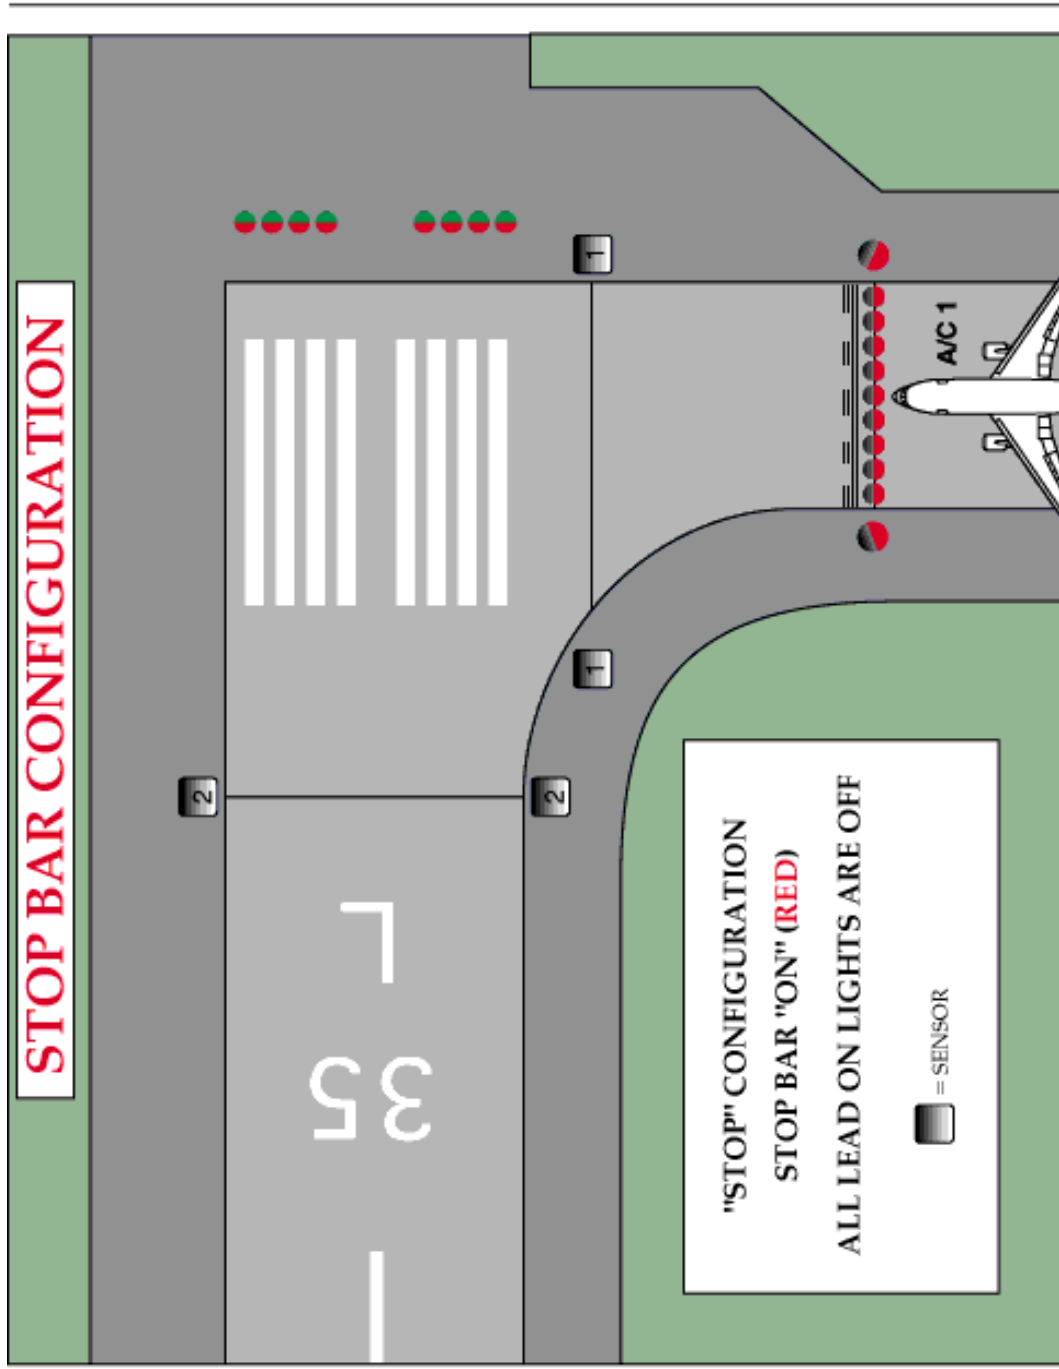 STOP BAR CONFIGURATION
1
A/C 1
1
2
2
L
35
"STOP" CONFIGURATION
STOP BAR "ON" (RED)
ALL LEAD ON LIGHTS ARE OFF
= SENSOR